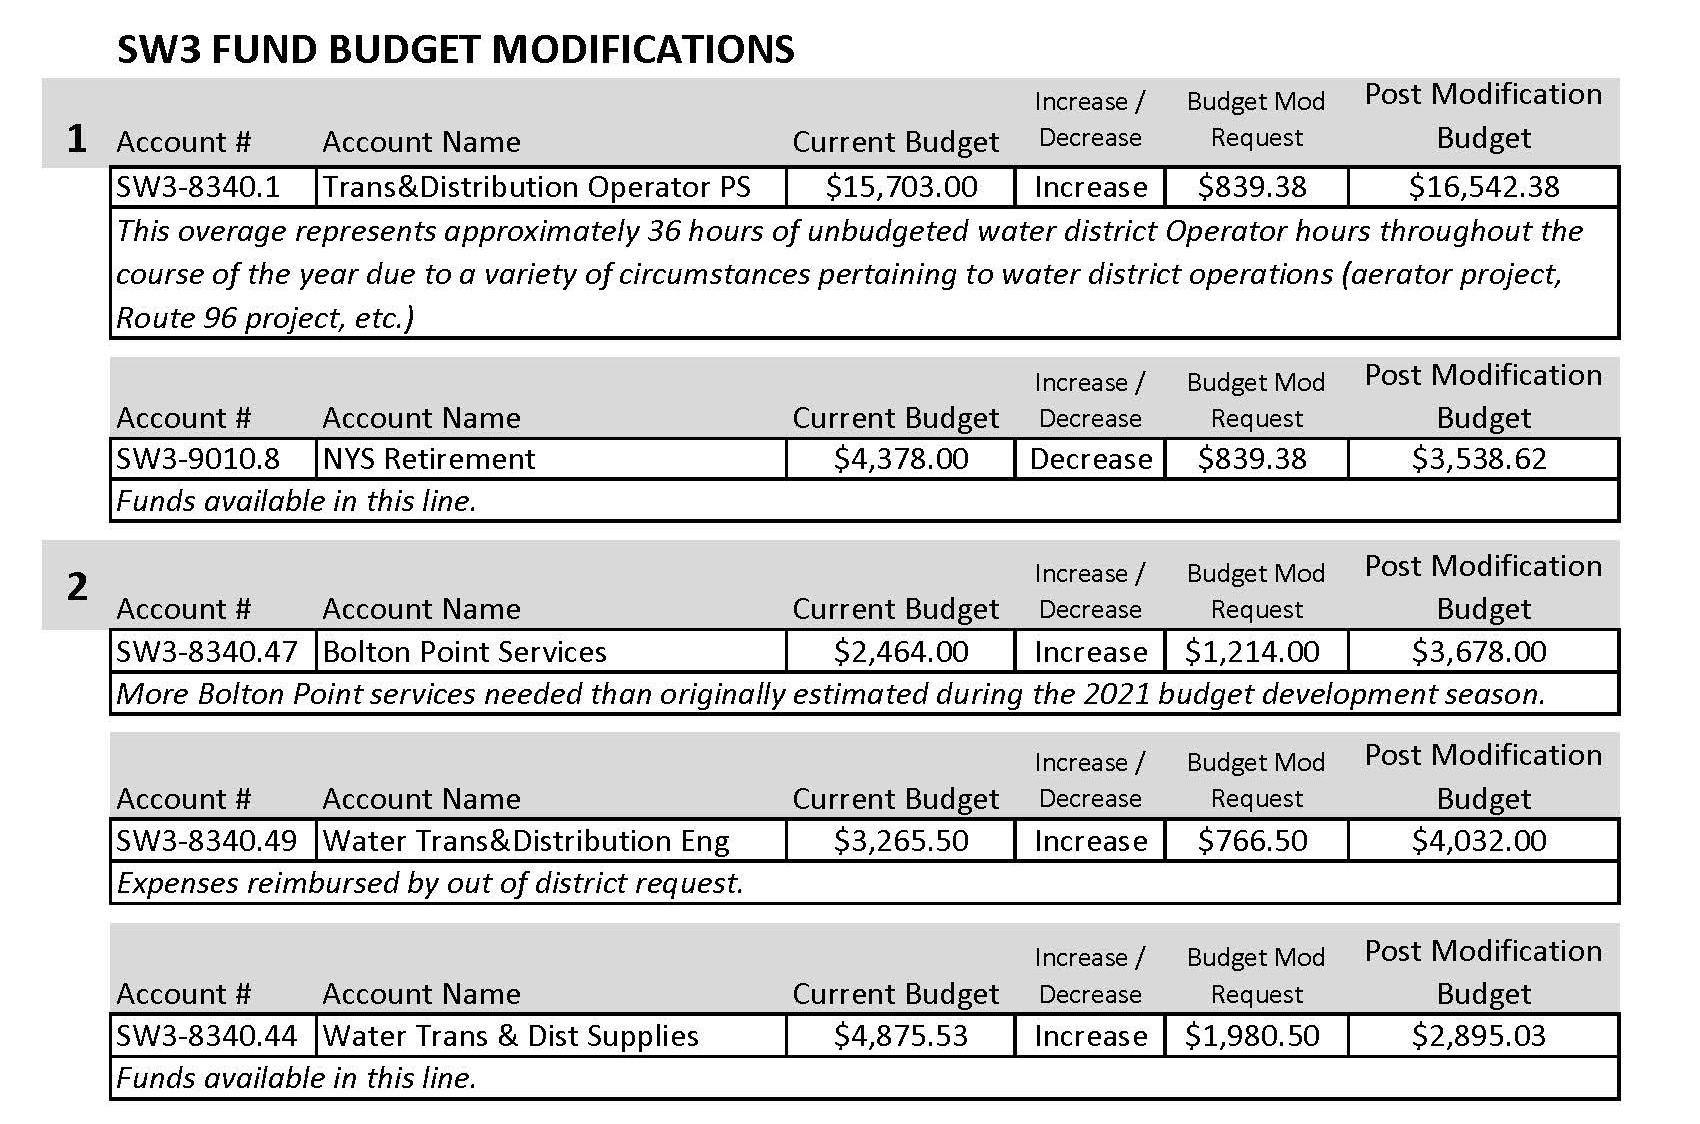 SW3 FUND BUDGET MODIFICATIONS
1 Account # Account Name Current Budget Increase / Decrease Budget Mod Request Post Modification Budget
SW3-8340.1 Trans&Distribution Operator PS $15,703.00 Increase $839.38 $16,542.38
This overage represents approximately 36 hours of unbudgeted water district Operator hours throughout the
course of the year due to a variety of circumstances pertaining to water district operations (aerator project,
Route 96 project, etc.)
Account # Account Name Current Budget Increase / Decrease Budget Mod Request Post Modification Budget
SW3-9010.8 NYS Retirement $4,378.00 Decrease $839.38 $3,538.62
Funds available in this line.
2 Account # Account Name Current Budget Increase / Decrease Budget Mod Request Post Modification Budget
SW3-8340.47 Bolton Point Services $2,464.00 Increase $1,214.00 $3,678.00
More Bolton Point services needed than originally estimated during the 2021 budget development season.
Account # Account Name Current Budget Increase / Decrease Budget Mod Request Post Modification Budget
SW3-8340.49 Water Trans&Distribution Eng $3,265.50 Increase $766.50 $4,032.00
Expenses reimbursed by out of district request.
Account # Account Name Current Budget Increase / Decrease Budget Mod Request Post Modification Budget
SW3-8340.44 Water Trans & Dist Supplies $4,875.53 Increase $1,980.50 $2,895.03
Funds available in this line.